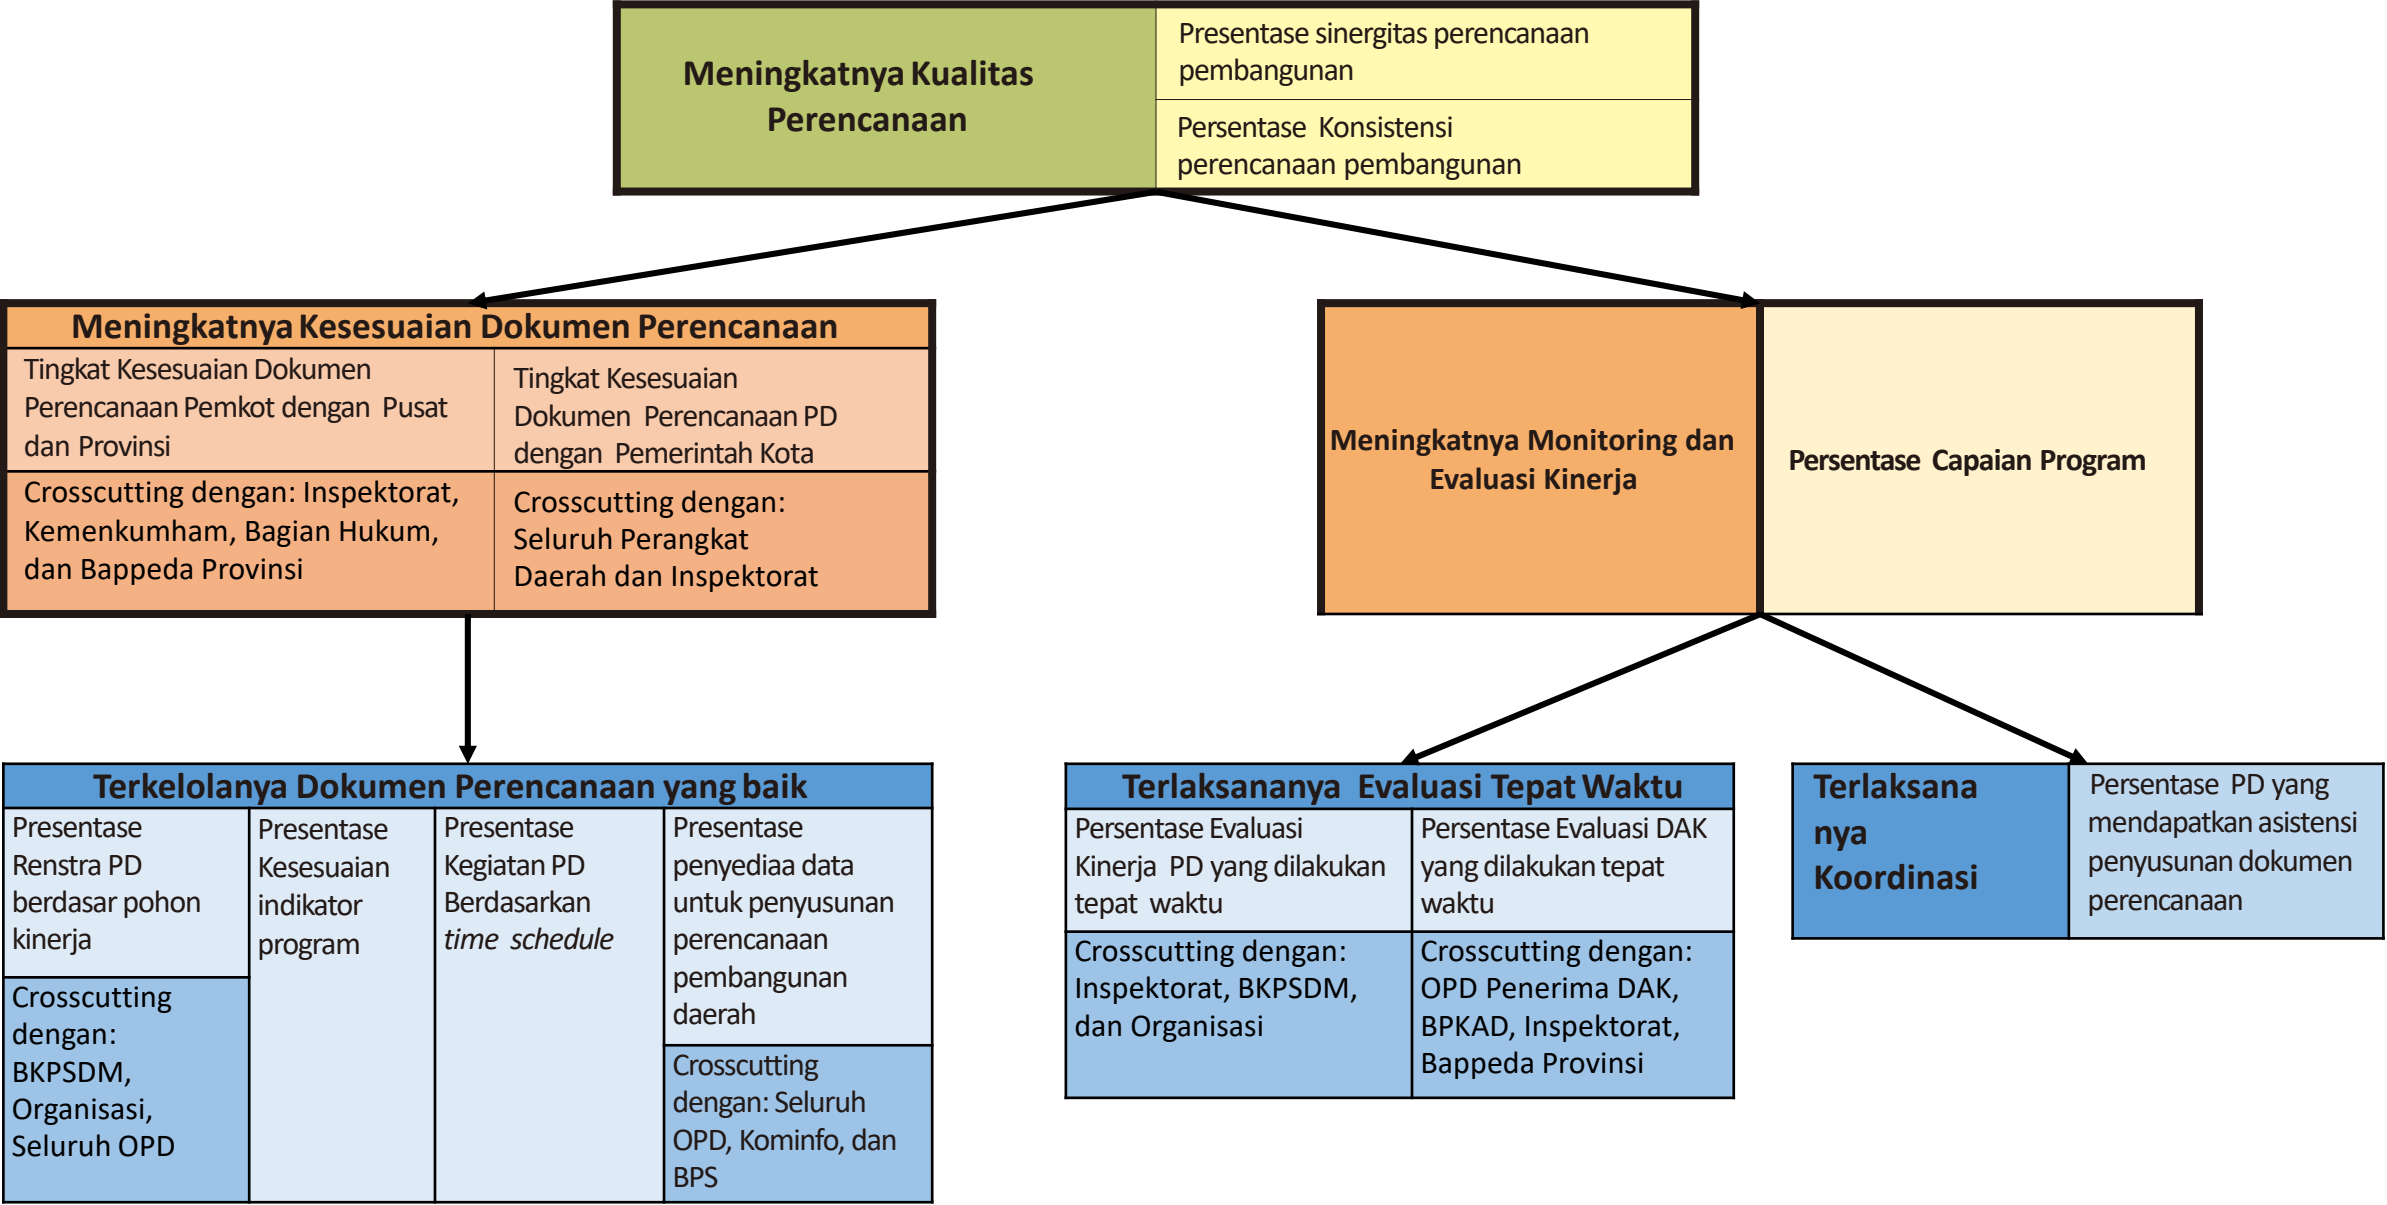 Meningkatnya Kualitas
Perencanaan
Presentase sinergitas perencanaan
pembangunan
Persentase Konsistensi
perencanaan pembangunan
Meningkatnya Kesesuaian Dokumen Perencanaan
Tingkat Kesesuaian Dokumen
Perencanaan Pemkot dengan Pusat
dan Provinsi
Tingkat Kesesuaian
Dokumen Perencanaan PD
dengan Pemerintah Kota
Crosscutting dengan: Inspektorat,
Kemenkumham, Bagian Hukum,
dan Bappeda Provinsi
Crosscutting dengan:
Seluruh Perangkat
Daerah dan Inspektorat
Meningkatnya Monitoring dan
Evaluasi Kinerja
Persentase Capaian Program
Terkelolanya Dokumen Perencanaan yang baik
Presentase
Renstra PD
berdasar pohon
kinerja
Crosscutting
dengan:
BKPSDM,
Organisasi,
Seluruh OPD
Presentase
Kesesuaian
indikator
program
Presentase
Kegiatan PD
Berdasarkan
time schedule
Presentase
penyediaa data
untuk penyusunan
perencanaan
pembangunan
daerah
Crosscutting
dengan: Seluruh
OPD, Kominfo, dan
BPS
Terlaksananya Evaluasi Tepat Waktu
Persentase Evaluasi
Kinerja PD yang dilakukan
tepat waktu
Persentase Evaluasi DAK
yang dilakukan tepat
waktu
Crosscutting dengan:
Inspektorat, BKPSDM,
dan Organisasi
Crosscutting dengan:
OPD Penerima DAK,
BPKAD, Inspektorat,
Bappeda Provinsi
Terlaksana
nya
Koordinasi
Persentase PD yang
mendapatkan asistensi
penyusunan dokumen
perencanaan